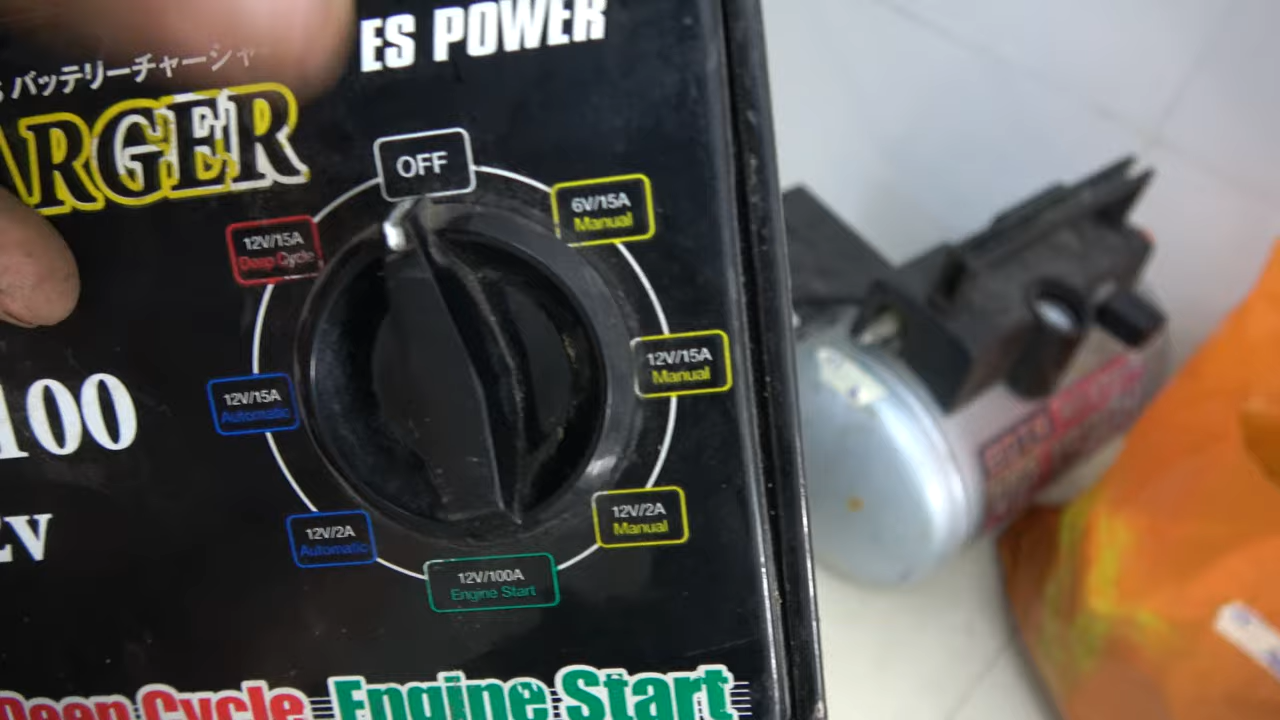 ES POWER
バッテリーチャージャ
ARGER
OFF
6V/15A
Manual
12V/15A
Deep Cycle
12V/15A
Manual
12V/15A
Automatic
100
12V/2A
Manual
12V/2A
Automatic
12V/100A
Engine Start
Deep Cycle Engine Start